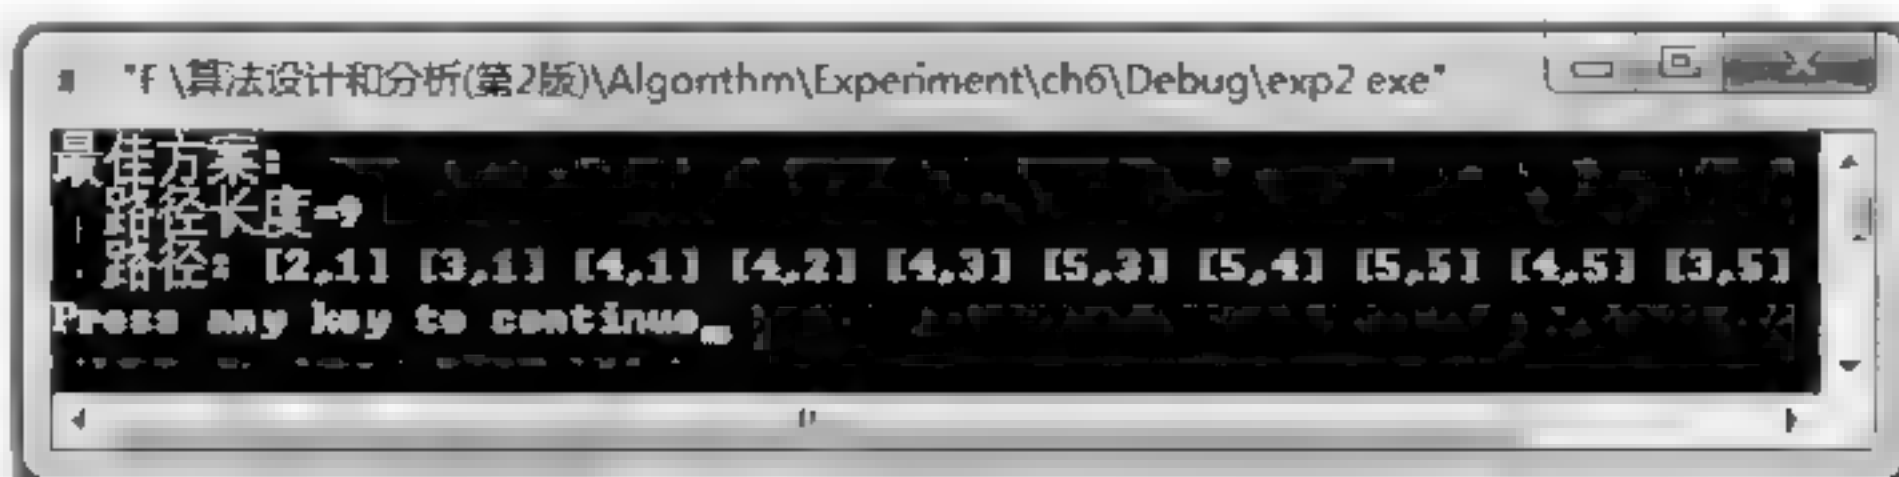 "F \算法设计和分析(第2版)\Algorithm\Experiment\ch6\Debug\exp2 exe"
最佳方案:
路径长度=9
路径: [2,1] [3,1] [4,1] [4,2] [4,3] [5,3] [5,4] [5,5] [4,5] [3,5]
Press any key to continue_